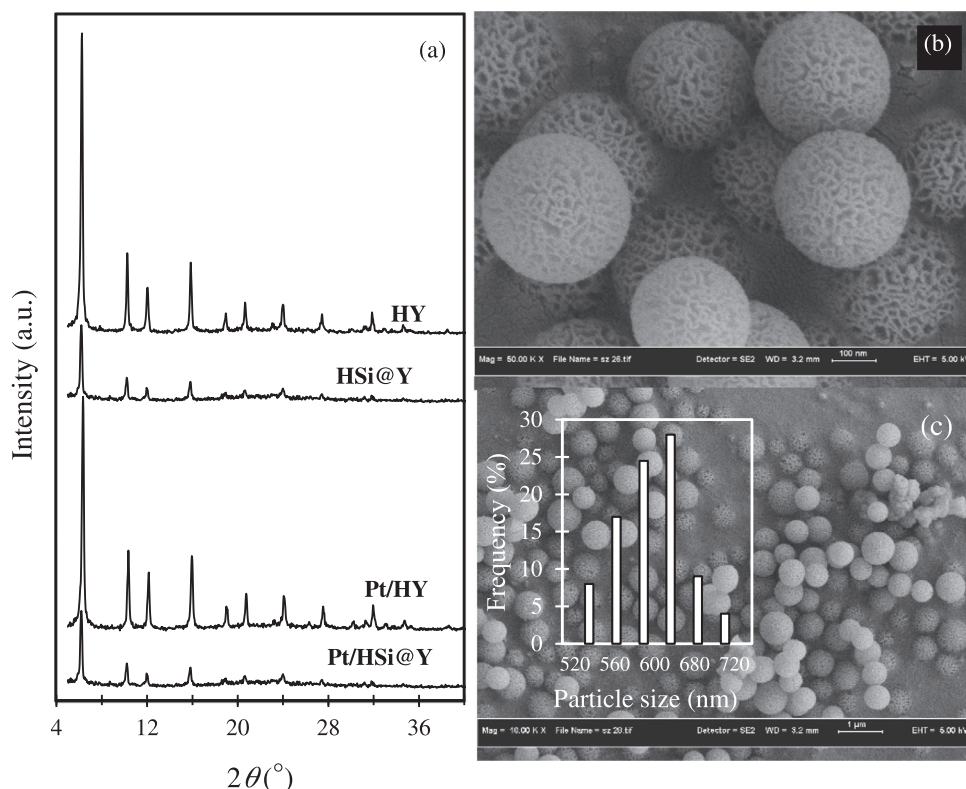 (a)
HY
HSi@Y
Pt/HY
Pt/HSi@Y
Intensity (a.u.)
4 12 20 28 36
2θ(°)
(b)
Mag = 50.00 K X File Name = sz 26.tif Detector = SE2 WD = 3.2 mm 100 nm EHT = 5.00 kV
(c)
30
25
20
15
10
5
0
Frequency (%)
520 560 600 680 720
Particle size (nm)
Mag = 10.00 K X File Name = sz 28.tif Detector = SE2 WD = 3.2 mm 1 µm EHT = 5.00 kV